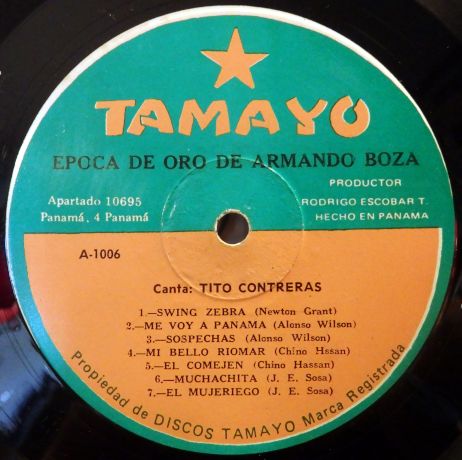 TAMAYO
EPOCA DE ORO DE ARMANDO BOZA
Apartado 10695
Panamá, 4 Panamá
PRODUCTOR
RODRIGO ESCOBAR T.
HECHO EN PANAMA
A-1006
Canta: TITO CONTRERAS
1.—SWING ZEBRA (Newton Grant)
2.—ME VOY A PANAMA (Alonso Wilson)
3.—SOSPECHAS (Alonso Wilson)
4.—MI BELLO RIOMAR (Chino Hssan)
5.—EL COMEJEN (Chino Hassan)
6.—MUCHACHITA (J. E. Sosa)
7.—EL MUJERIEGO (J. E. Sosa)
Propiedad de DISCOS TAMAYO Marca Registrada